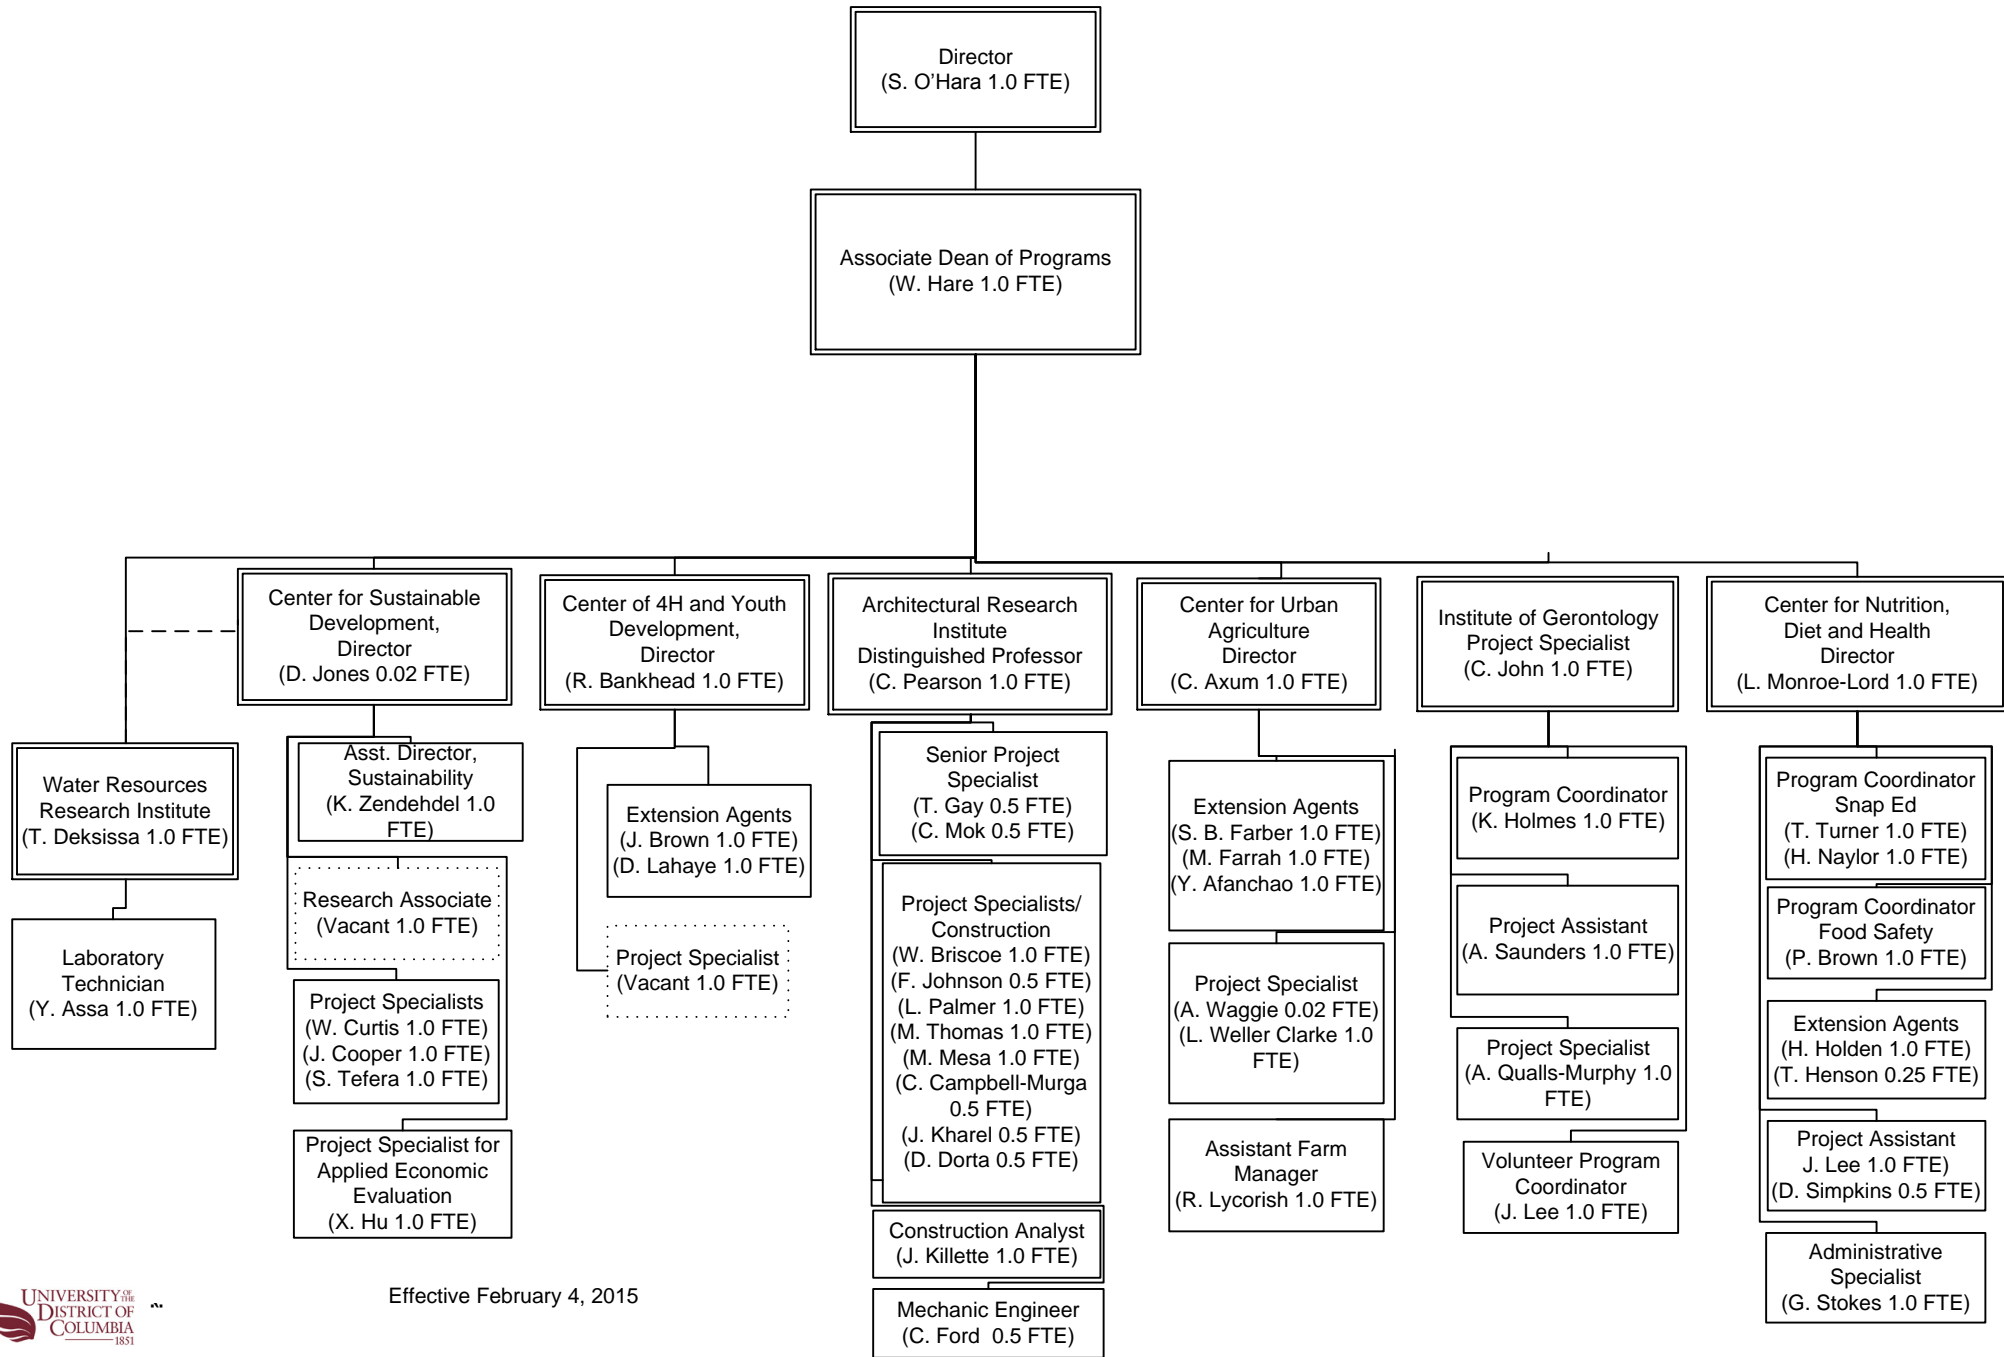 Director
(S. O'Hara 1.0 FTE)
Associate Dean of Programs
(W. Hare 1.0 FTE)
Water Resources
Research Institute
(T. Deksissa 1.0 FTE)
Laboratory
Technician
(Y. Assa 1.0 FTE)
Center for Sustainable
Development,
Director
(D. Jones 0.02 FTE)
Asst. Director,
Sustainability
(K. Zendehdel 1.0
FTE)
Research Associate
(Vacant 1.0 FTE)
Project Specialists
(W. Curtis 1.0 FTE)
(J. Cooper 1.0 FTE)
(S. Tefera 1.0 FTE)
Project Specialist for
Applied Economic
Evaluation
(X. Hu 1.0 FTE)
Center of 4H and Youth
Development,
Director
(R. Bankhead 1.0 FTE)
Extension Agents
(J. Brown 1.0 FTE)
(D. Lahaye 1.0 FTE)
Project Specialist
(Vacant 1.0 FTE)
Architectural Research
Institute
Distinguished Professor
(C. Pearson 1.0 FTE)
Senior Project
Specialist
(T. Gay 0.5 FTE)
(C. Mok 0.5 FTE)
Project Specialists/
Construction
(W. Briscoe 1.0 FTE)
(F. Johnson 0.5 FTE)
(L. Palmer 1.0 FTE)
(M. Thomas 1.0 FTE)
(M. Mesa 1.0 FTE)
(C. Campbell-Murga
0.5 FTE)
(J. Kharel 0.5 FTE)
(D. Dorta 0.5 FTE)
Construction Analyst
(J. Killette 1.0 FTE)
Mechanic Engineer
(C. Ford 0.5 FTE)
Center for Urban
Agriculture
Director
(C. Axum 1.0 FTE)
Extension Agents
(S. B. Farber 1.0 FTE)
(M. Farrah 1.0 FTE)
(Y. Afanchao 1.0 FTE)
Project Specialist
(A. Waggie 0.02 FTE)
(L. Weller Clarke 1.0
FTE)
Assistant Farm
Manager
(R. Lycorish 1.0 FTE)
Institute of Gerontology
Project Specialist
(C. John 1.0 FTE)
Program Coordinator
(K. Holmes 1.0 FTE)
Project Assistant
(A. Saunders 1.0 FTE)
Project Specialist
(A. Qualls-Murphy 1.0
FTE)
Volunteer Program
Coordinator
(J. Lee 1.0 FTE)
Center for Nutrition,
Diet and Health
Director
(L. Monroe-Lord 1.0 FTE)
Program Coordinator
Snap Ed
(T. Turner 1.0 FTE)
(H. Naylor 1.0 FTE)
Program Coordinator
Food Safety
(P. Brown 1.0 FTE)
Extension Agents
(H. Holden 1.0 FTE)
(T. Henson 0.25 FTE)
Project Assistant
J. Lee 1.0 FTE)
(D. Simpkins 0.5 FTE)
Administrative
Specialist
(G. Stokes 1.0 FTE)
UNIVERSITY OF THE
DISTRICT OF
COLUMBIA
1851
Effective February 4, 2015